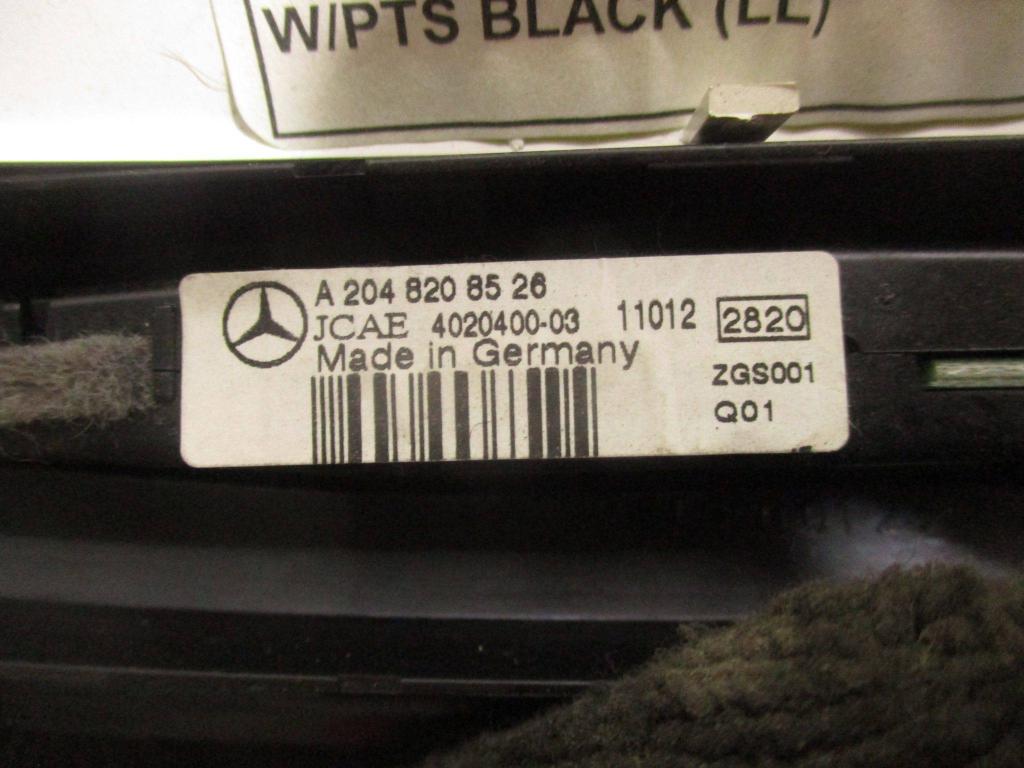 W/PTS BLACK (LL)
A 204 820 85 26
JCAE 4020400-03 11012 2820
Made in Germany
ZGS001
Q01